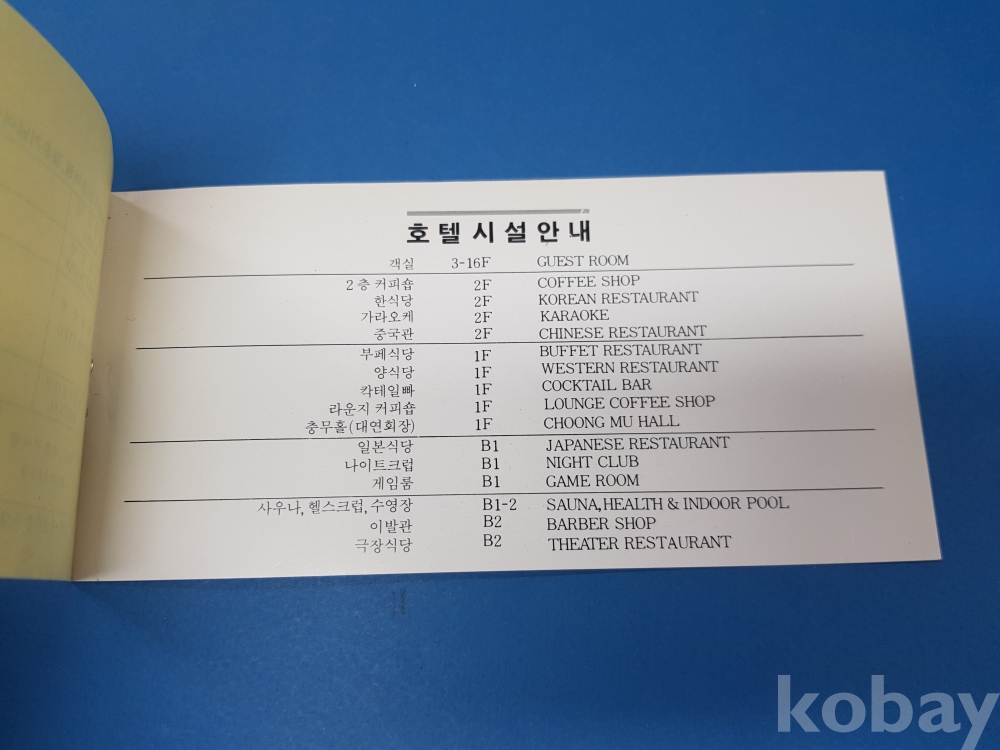 호텔시설안내
객실 3-16F GUEST ROOM
2층 커피숍 2F COFFEE SHOP
한식당 2F KOREAN RESTAURANT
가라오케 2F KARAOKE
중국관 2F CHINESE RESTAURANT
부페식당 1F BUFFET RESTAURANT
양식당 1F WESTERN RESTAURANT
칵테일빠 1F COCKTAIL BAR
라운지 커피숍 1F LOUNGE COFFEE SHOP
충무홀(대연회장) 1F CHOONG MU HALL
일본식당 B1 JAPANESE RESTAURANT
나이트크럽 B1 NIGHT CLUB
게임룸 B1 GAME ROOM
사우나, 헬스크럽, 수영장 B1-2 SAUNA, HEALTH & INDOOR POOL
이발관 B2 BARBER SHOP
극장식당 B2 THEATER RESTAURANT
kobay